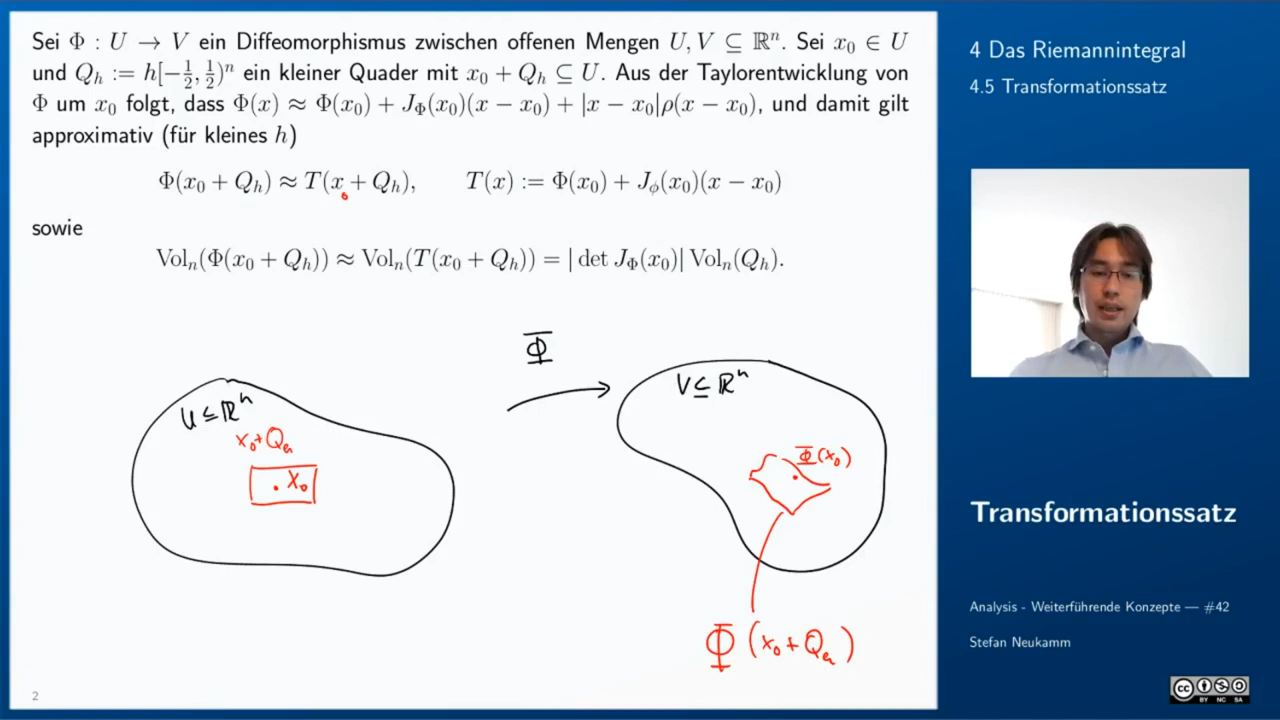 Sei Φ : U → V ein Diffeomorphismus zwischen offenen Mengen U, V ⊆ ℝⁿ. Sei x₀ ∈ U
und Q_h := h[−½, ½)ⁿ ein kleiner Quader mit x₀ + Q_h ⊆ U. Aus der Taylorentwicklung von
Φ um x₀ folgt, dass Φ(x) ≈ Φ(x₀) + J_Φ(x₀)(x − x₀) + |x − x₀|ρ(x − x₀), und damit gilt
approximativ (für kleines h)
Φ(x₀ + Q_h) ≈ T(x₀ + Q_h), T(x) := Φ(x₀) + J_ϕ(x₀)(x − x₀)
sowie
Vol_n(Φ(x₀ + Q_h)) ≈ Vol_n(T(x₀ + Q_h)) = | det J_Φ(x₀)| Vol_n(Q_h).
Φ
U ⊆ ℝⁿ
x₀+Q_h
x₀
V ⊆ ℝⁿ
Φ(x₀)
Φ(x₀+Q_h)
2
4 Das Riemannintegral
4.5 Transformationssatz
Transformationssatz
Analysis - Weiterführende Konzepte — #42
Stefan Neukamm
cc BY NC SA